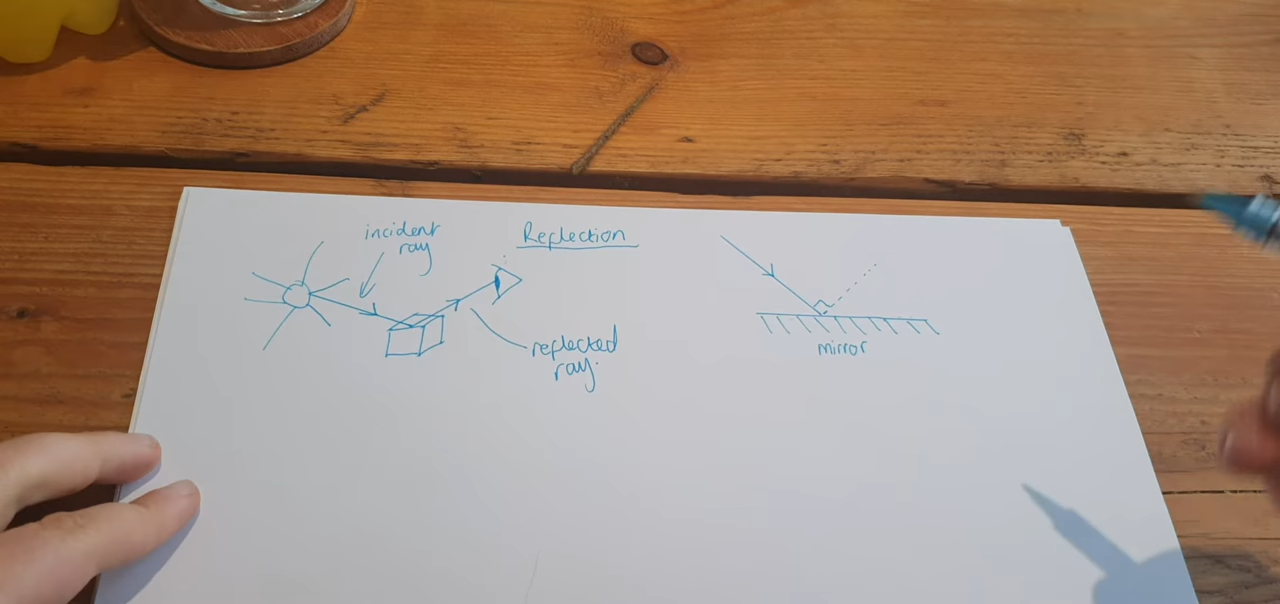 incident
ray
Reflection
reflected
ray.
mirror